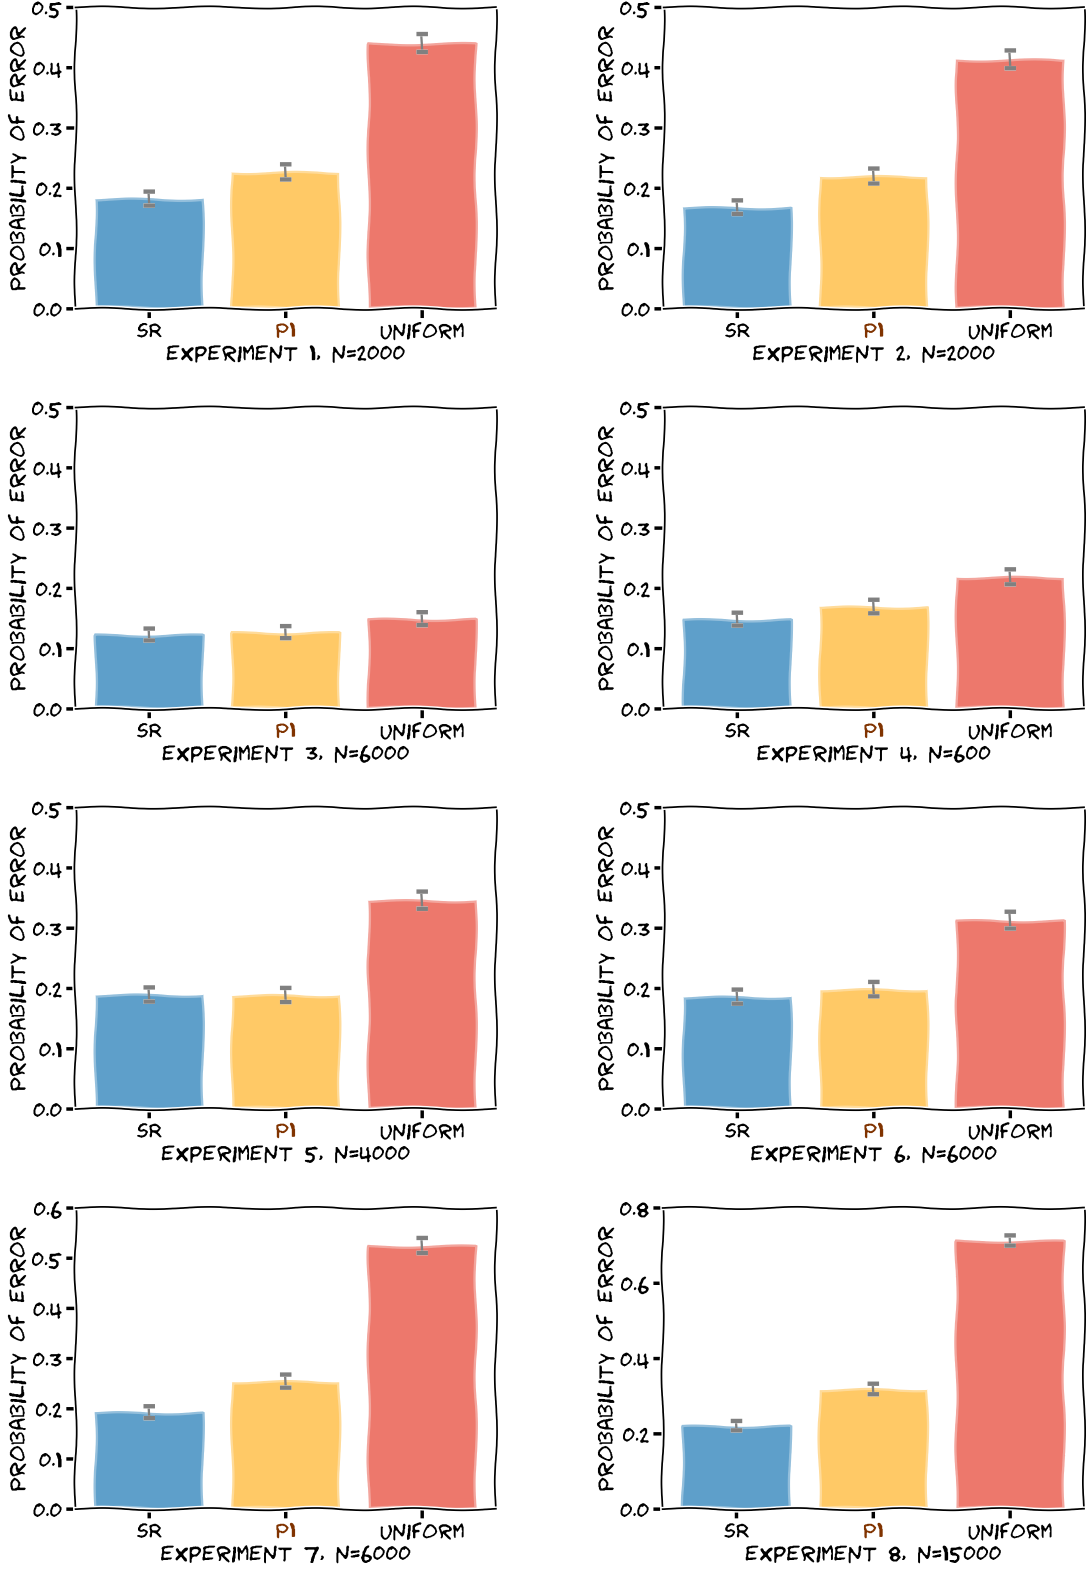 PROBABILITY OF ERROR
0.5
0.4
0.3
0.2
0.1
0.0
SR
P1
UNIFORM
EXPERIMENT 1, N=2000
PROBABILITY OF ERROR
0.5
0.4
0.3
0.2
0.1
0.0
SR
P1
UNIFORM
EXPERIMENT 2, N=2000
PROBABILITY OF ERROR
0.5
0.4
0.3
0.2
0.1
0.0
SR
P1
UNIFORM
EXPERIMENT 3, N=6000
PROBABILITY OF ERROR
0.5
0.4
0.3
0.2
0.1
0.0
SR
P1
UNIFORM
EXPERIMENT 4, N=600
PROBABILITY OF ERROR
0.5
0.4
0.3
0.2
0.1
0.0
SR
P1
UNIFORM
EXPERIMENT 5, N=4000
PROBABILITY OF ERROR
0.5
0.4
0.3
0.2
0.1
0.0
SR
P1
UNIFORM
EXPERIMENT 6, N=6000
PROBABILITY OF ERROR
0.6
0.5
0.4
0.3
0.2
0.1
0.0
SR
P1
UNIFORM
EXPERIMENT 7, N=6000
PROBABILITY OF ERROR
0.8
0.6
0.4
0.2
0.0
SR
P1
UNIFORM
EXPERIMENT 8, N=15000